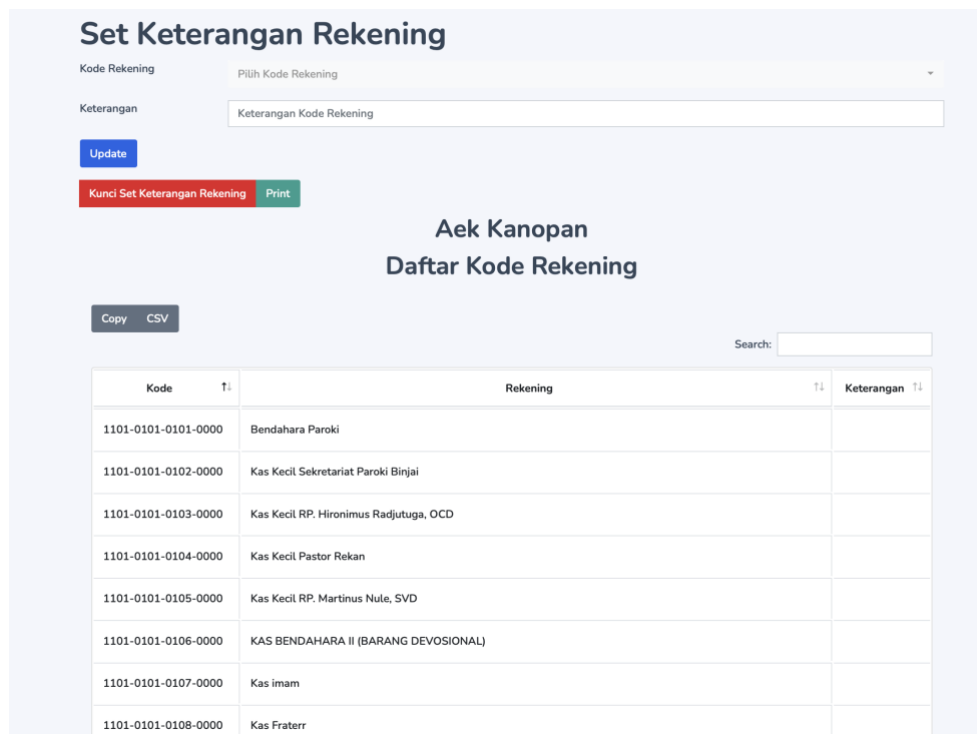 Set Keterangan Rekening
Kode Rekening
Pilih Kode Rekening
Keterangan
Keterangan Kode Rekening
Update
Kunci Set Keterangan Rekening Print
Aek Kanopan
Daftar Kode Rekening
Copy CSV
Search:
Kode Rekening Keterangan
1101-0101-0101-0000 Bendahara Paroki
1101-0101-0102-0000 Kas Kecil Sekretariat Paroki Binjai
1101-0101-0103-0000 Kas Kecil RP. Hironimus Radjutuga, OCD
1101-0101-0104-0000 Kas Kecil Pastor Rekan
1101-0101-0105-0000 Kas Kecil RP. Martinus Nule, SVD
1101-0101-0106-0000 KAS BENDAHARA II (BARANG DEVOSIONAL)
1101-0101-0107-0000 Kas imam
1101-0101-0108-0000 Kas Fraterr